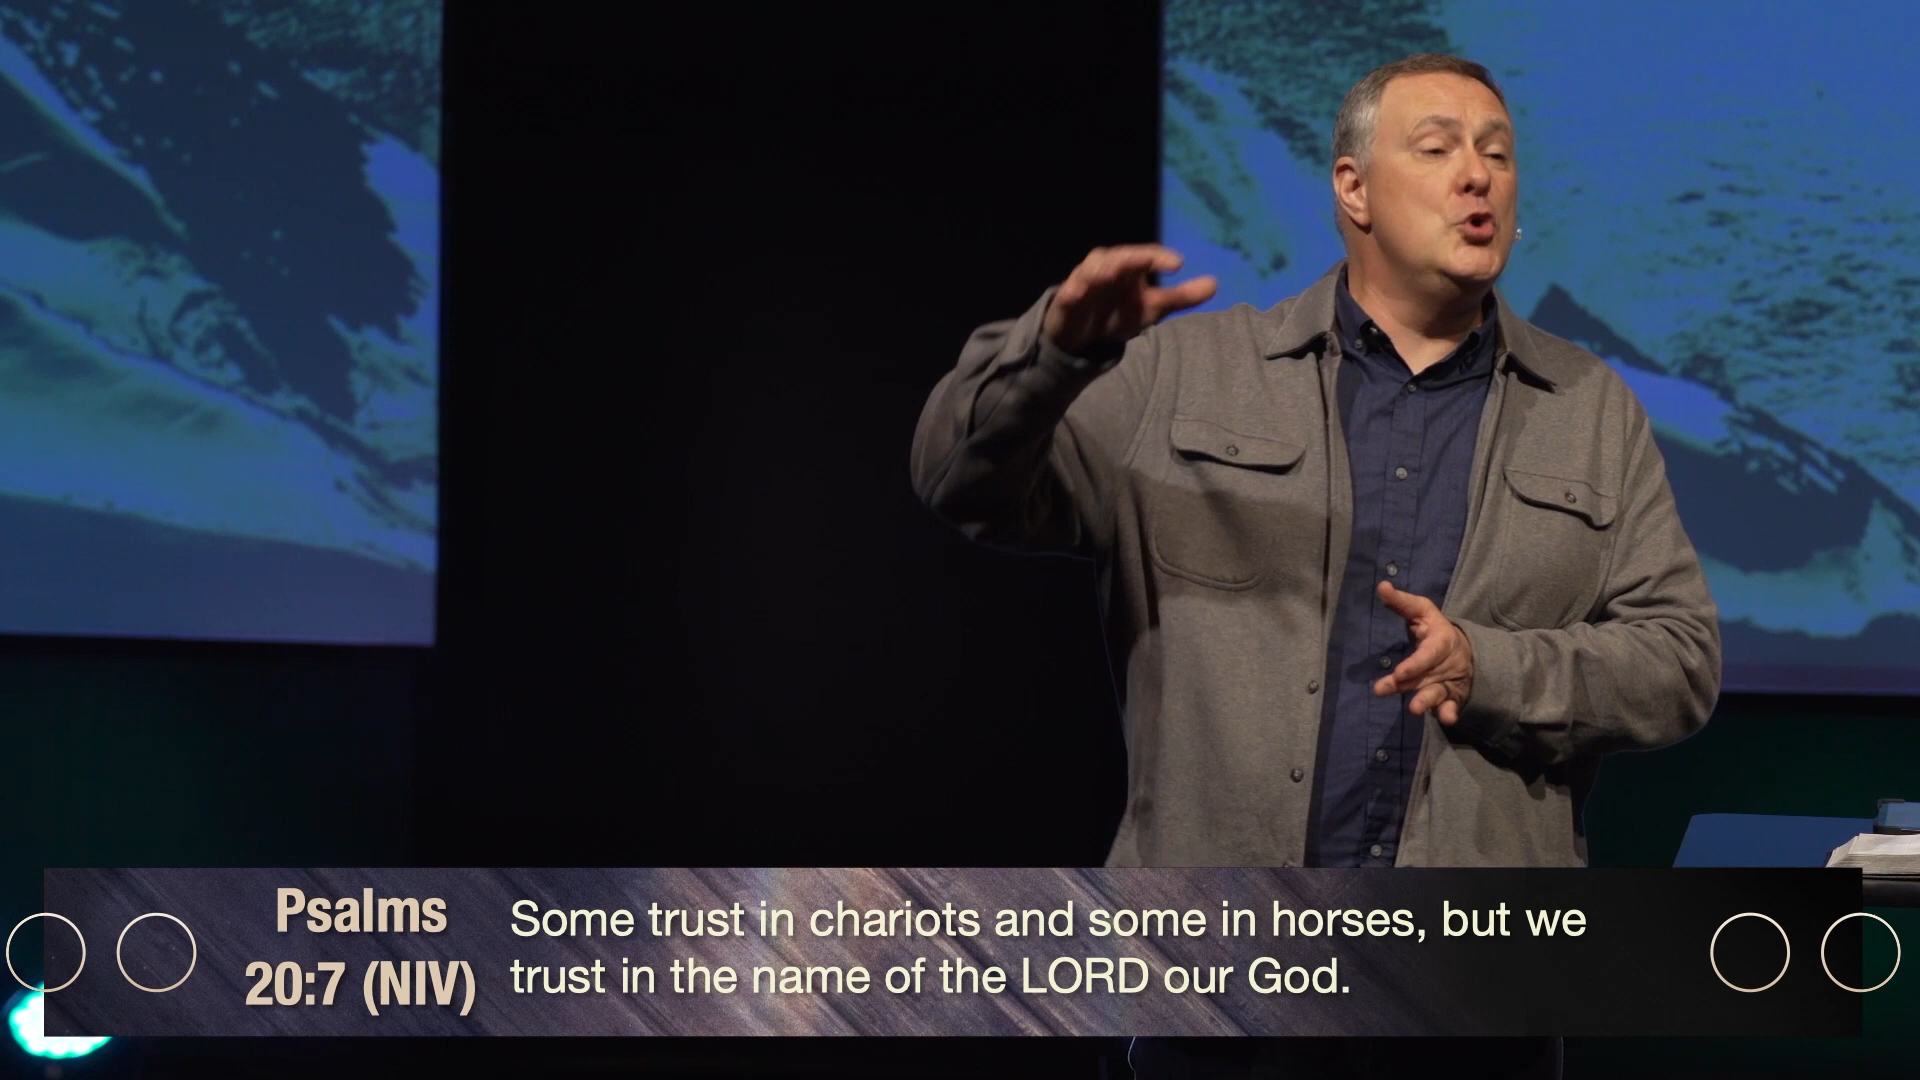 Psalms
20:7 (NIV)
Some trust in chariots and some in horses, but we
trust in the name of the LORD our God.